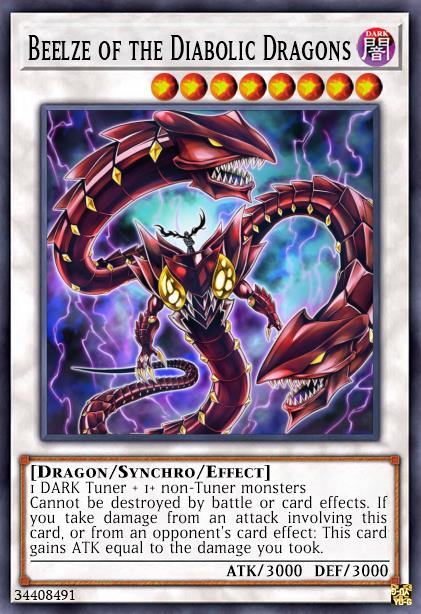 BEELZE OF THE DIABOLIC DRAGONS
DARK
闇
[DRAGON/SYNCHRO/EFFECT]
1 DARK Tuner + 1+ non-Tuner monsters
Cannot be destroyed by battle or card effects. If
you take damage from an attack involving this
card, or from an opponent's card effect: This card
gains ATK equal to the damage you took.
ATK/3000 DEF/3000
34408491